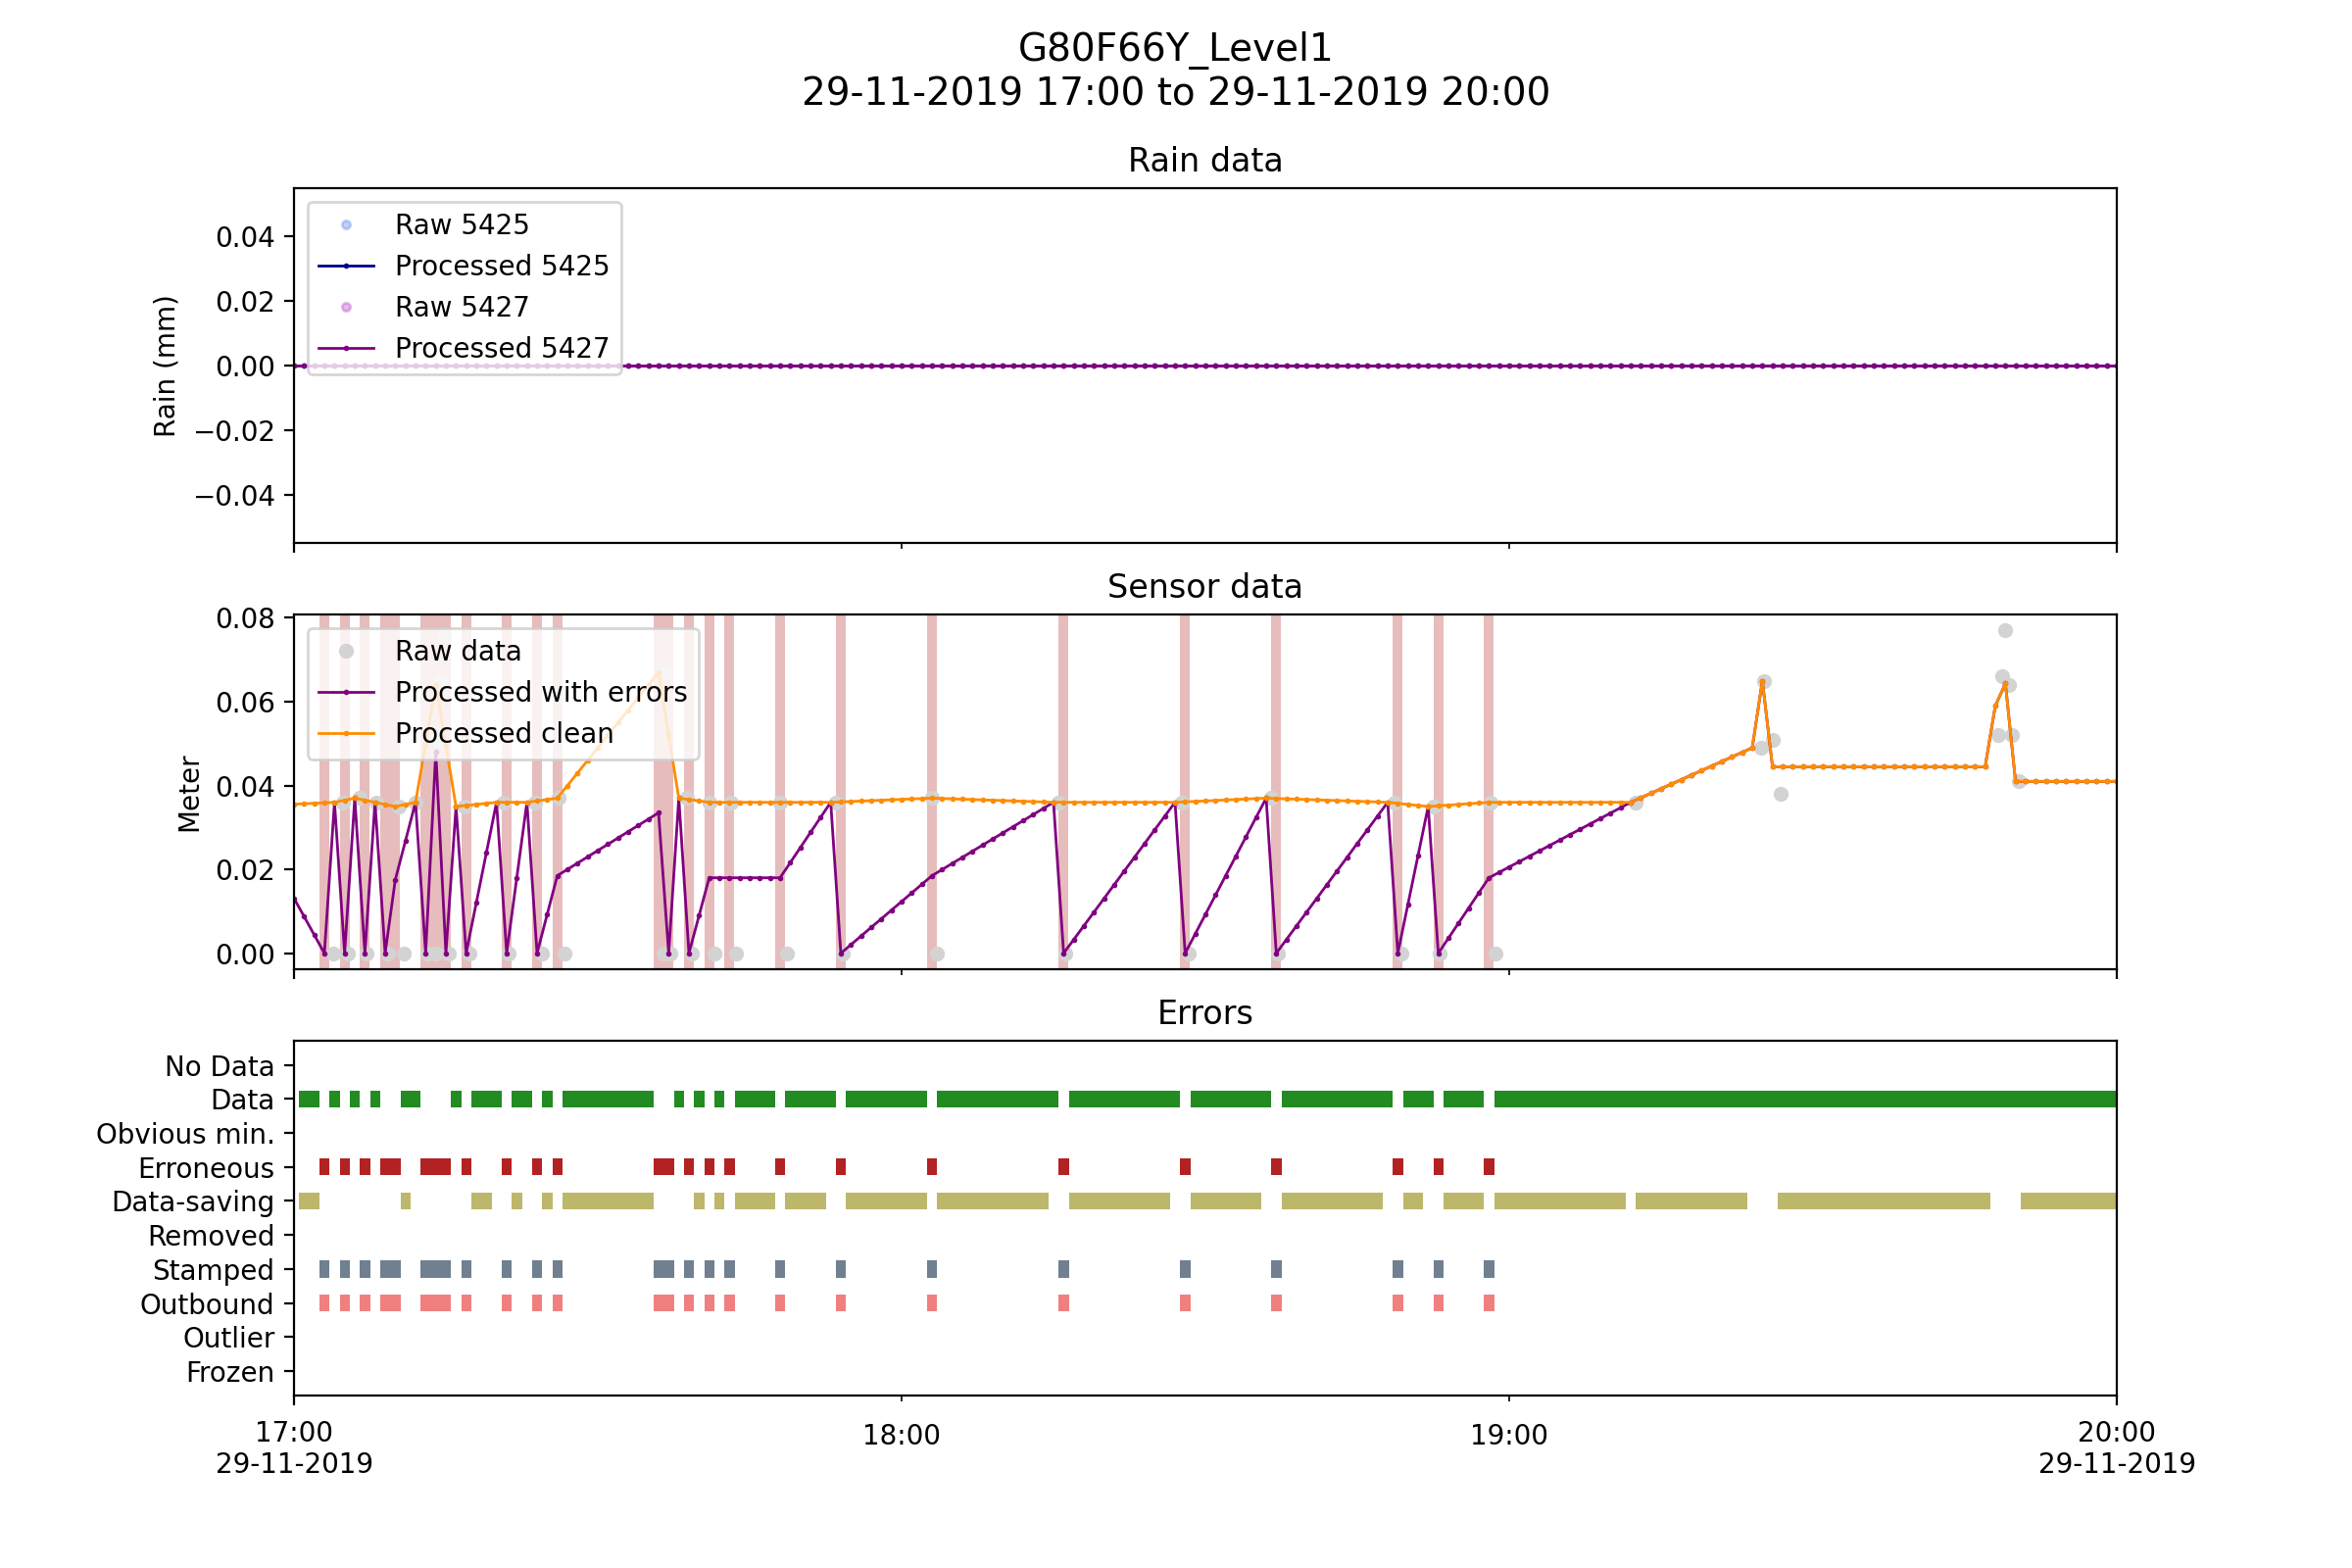 G80F66Y_Level1
29-11-2019 17:00 to 29-11-2019 20:00
Rain data
Rain (mm)
0.04
0.02
0.00
−0.02
−0.04
Raw 5425
Processed 5425
Raw 5427
Processed 5427
Sensor data
Meter
0.08
0.06
0.04
0.02
0.00
Raw data
Processed with errors
Processed clean
Errors
No Data
Data
Obvious min.
Erroneous
Data-saving
Removed
Stamped
Outbound
Outlier
Frozen
17:00
29-11-2019
18:00
19:00
20:00
29-11-2019